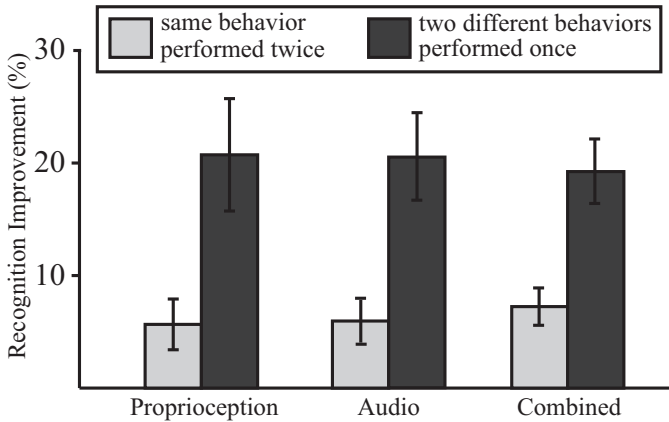 same behavior
performed twice
two different behaviors
performed once
Recognition Improvement (%)
30
20
10
Proprioception
Audio
Combined